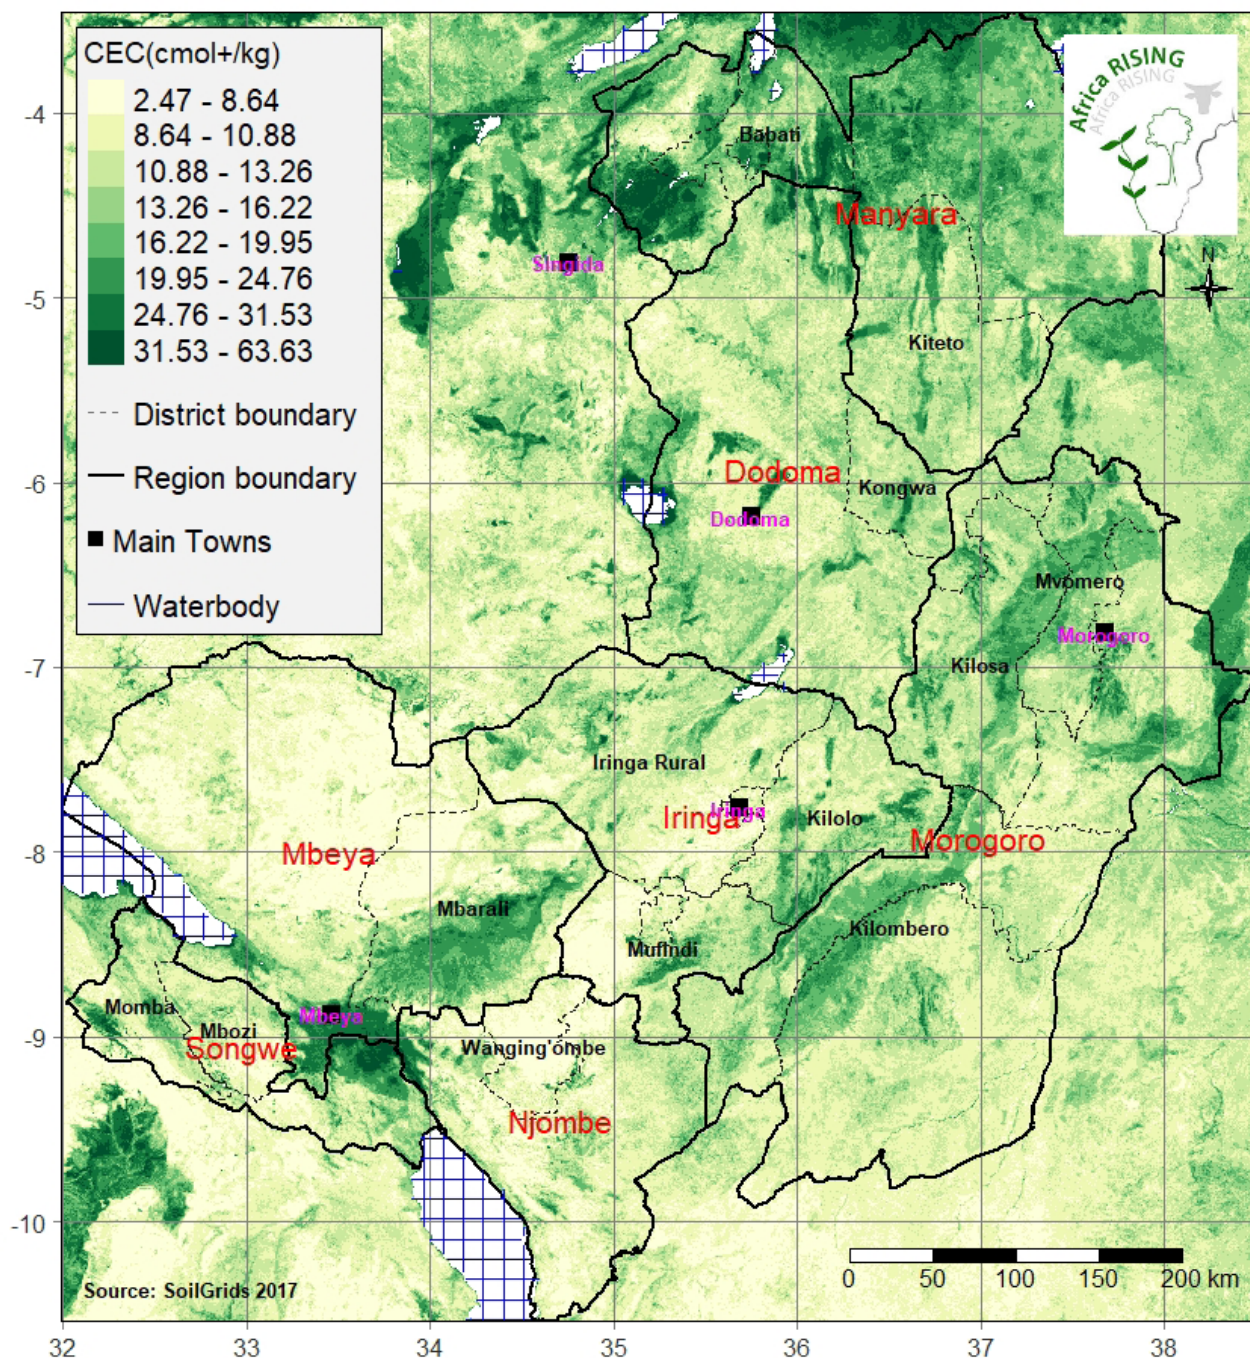 CEC(cmol+/kg)
2.47 - 8.64
8.64 - 10.88
10.88 - 13.26
13.26 - 16.22
16.22 - 19.95
19.95 - 24.76
24.76 - 31.53
31.53 - 63.63
District boundary
Region boundary
Main Towns
Waterbody
Africa RISING
Africa RISING
N
-4
-5
-6
-7
-8
-9
-10
Babati
Manyara
Singida
Kiteto
Dodoma
Kongwa
Dodoma
Mvomero
Morogoro
Kilosa
Iringa Rural
Iringa
Iringa
Kilolo
Morogoro
Mbeya
Mbarali
Kilombero
Mufindi
Momba
Mbeya
Mbozi
Songwe
Wanging'ombe
Njombe
Source: SoilGrids 2017
0 50 100 150 200 km
32 33 34 35 36 37 38